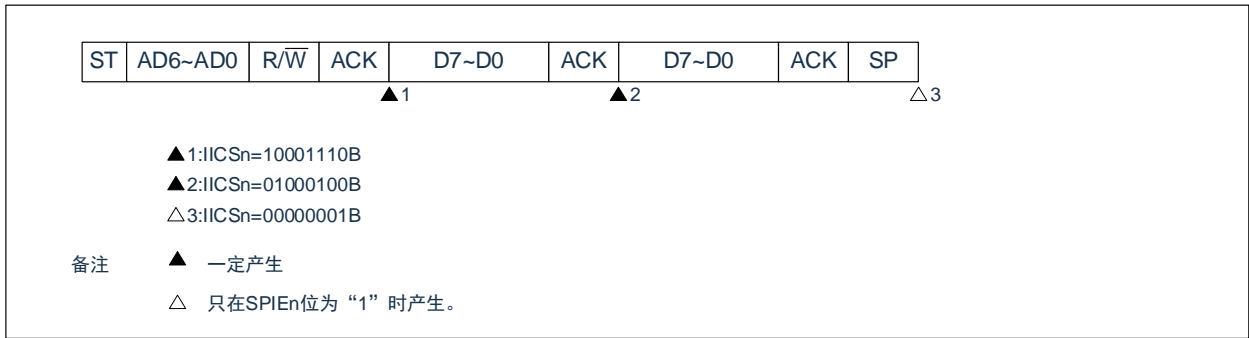 ST AD6~AD0 R/W̅ ACK D7~D0 ACK D7~D0 ACK SP
▲1 ▲2 △3
▲1:IICSn=10001110B
▲2:IICSn=01000100B
△3:IICSn=00000001B
备注 ▲ 一定产生
△ 只在SPIEn位为“1”时产生。